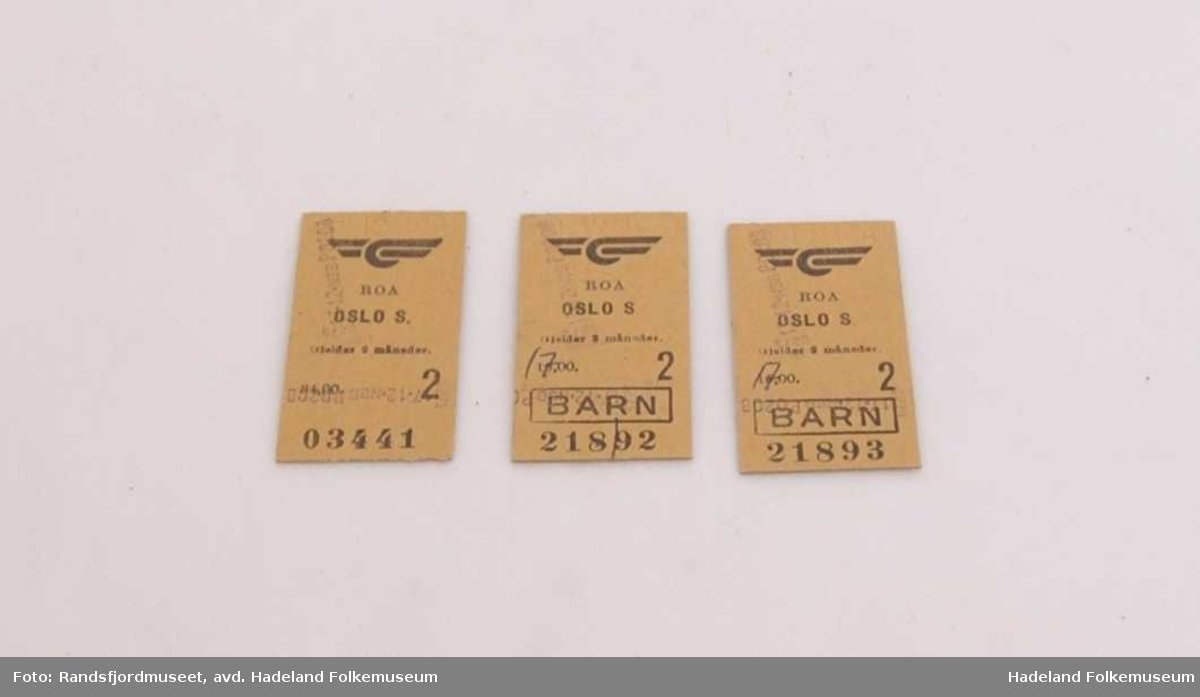 ROA
OSLO S.
Gjelder 2 måneder.
34.00.
2
03441
ROA
OSLO S
Gjelder 2 måneder.
17.00.
2
BARN
21892
ROA
OSLO S
Gjelder 2 måneder.
17.00.
2
BARN
21893
Foto: Randsfjordmuseet, avd. Hadeland Folkemuseum
Hadeland Folkemuseum